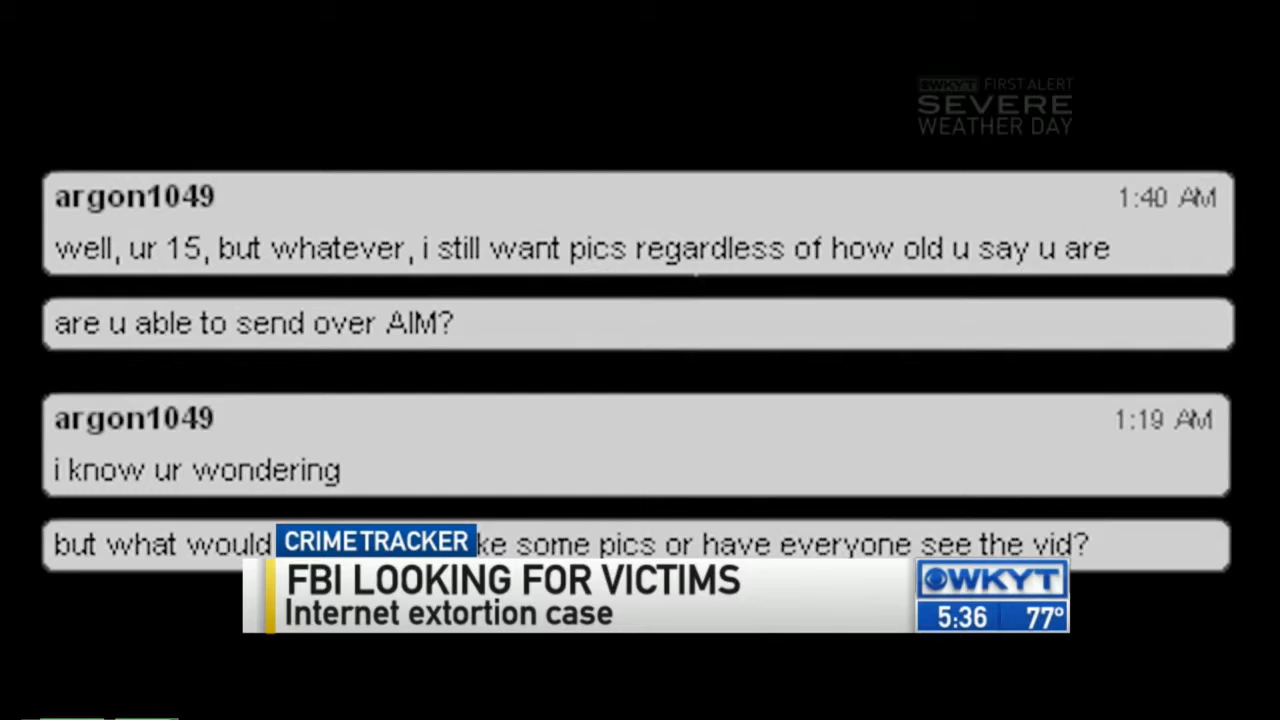 WKYT FIRST ALERT
SEVERE
WEATHER DAY
argon1049 1:40 AM
well, ur 15, but whatever, i still want pics regardless of how old u say u are
are u able to send over AIM?
argon1049 1:19 AM
i know ur wondering
but what would ke some pics or have everyone see the vid?
CRIMETRACKER
FBI LOOKING FOR VICTIMS
Internet extortion case
WKYT
5:36 77°